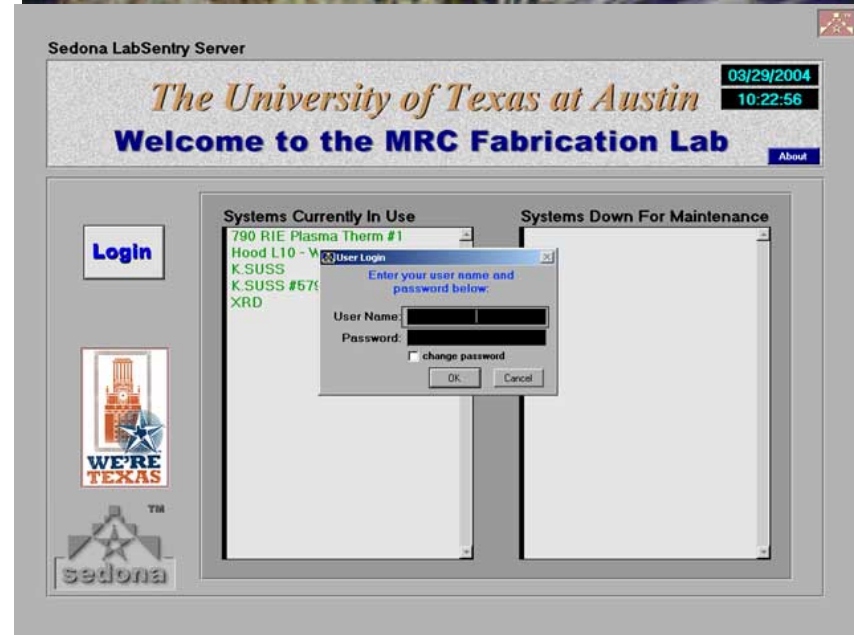 Sedona LabSentry Server
The University of Texas at Austin
03/29/2004
10:22:56
Welcome to the MRC Fabrication Lab
About
Login
Systems Currently In Use
790 RIE Plasma Therm #1
Hood L10 - W
K.SUSS
K.SUSS #579
XRD
Systems Down For Maintenance
User Login
Enter your user name and
password below:
User Name:
Password:
change password
OK
Cancel
WE'RE
TEXAS
TM
sedona